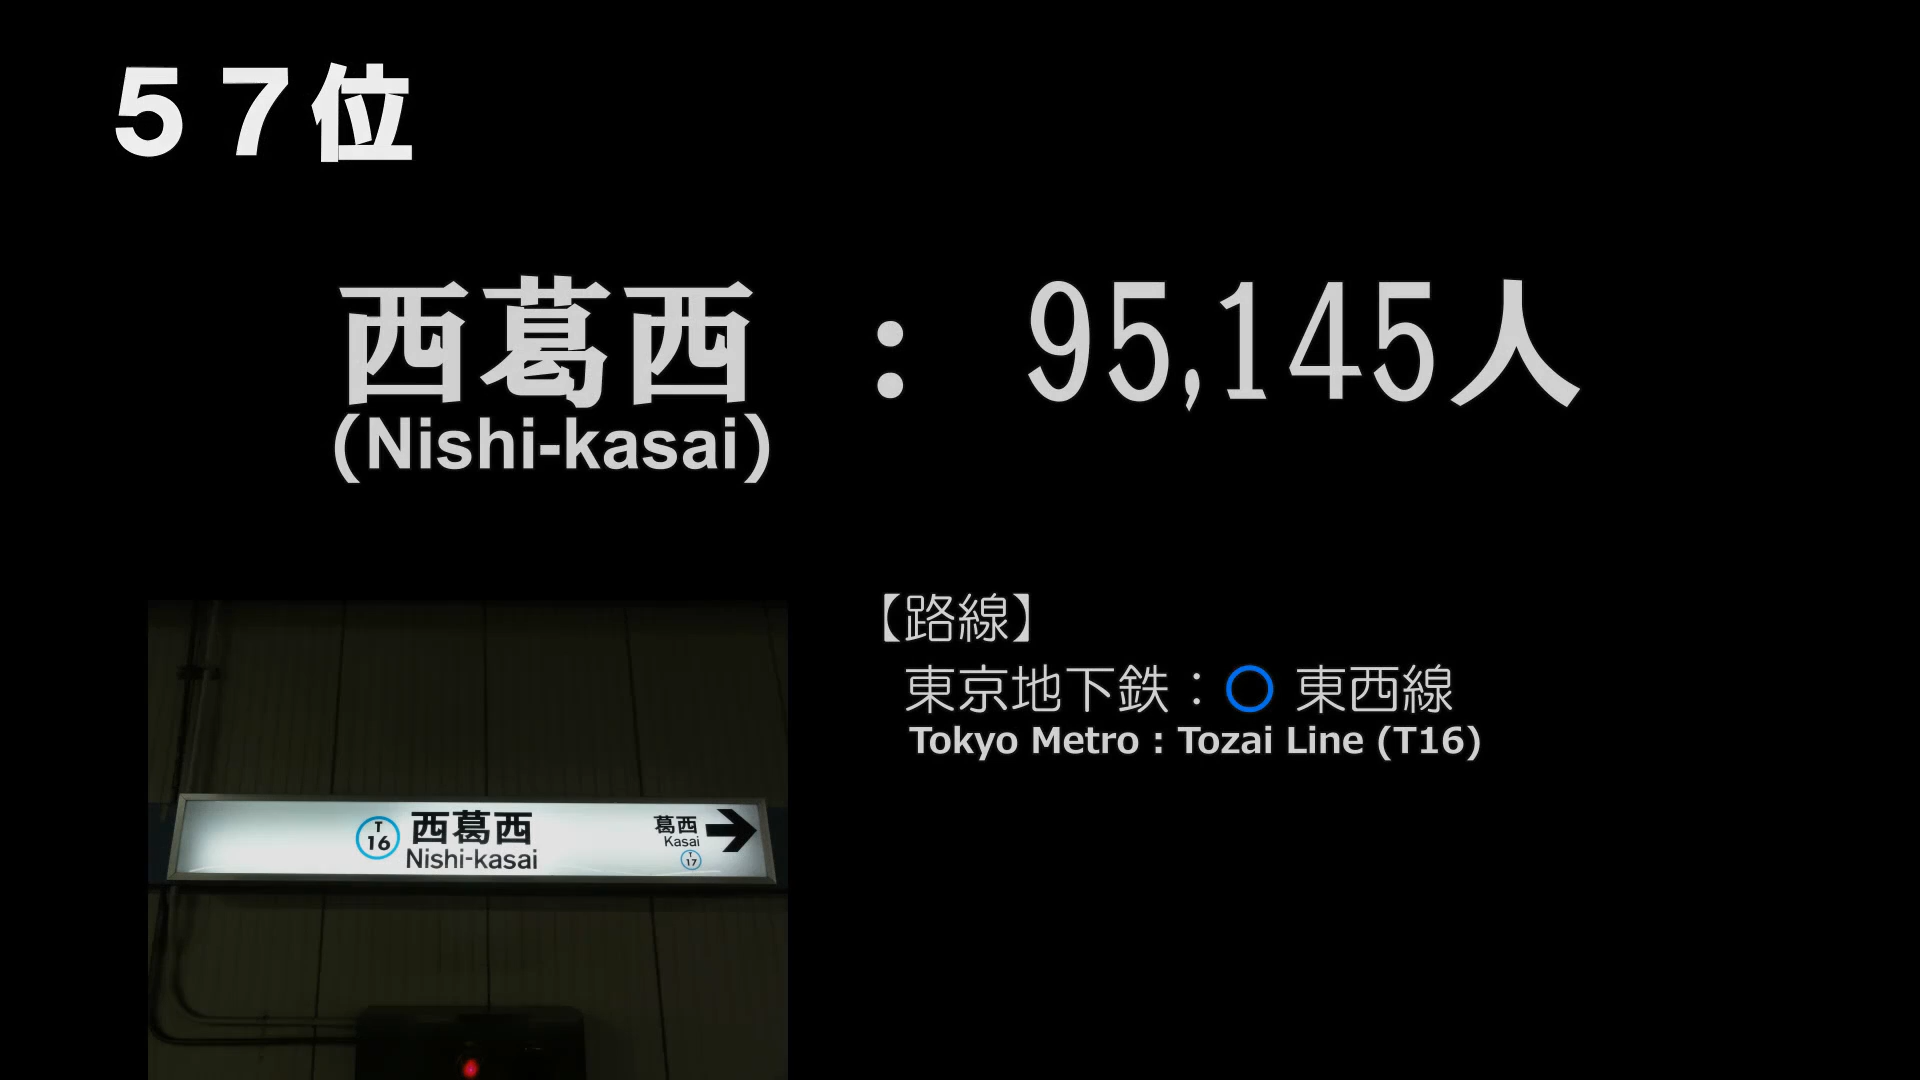 ５７位
西葛西 ： 95,145人
(Nishi-kasai)
【路線】
東京地下鉄：○ 東西線
Tokyo Metro : Tozai Line (T16)
T
16
西葛西
Nishi-kasai
葛西
Kasai
T
17